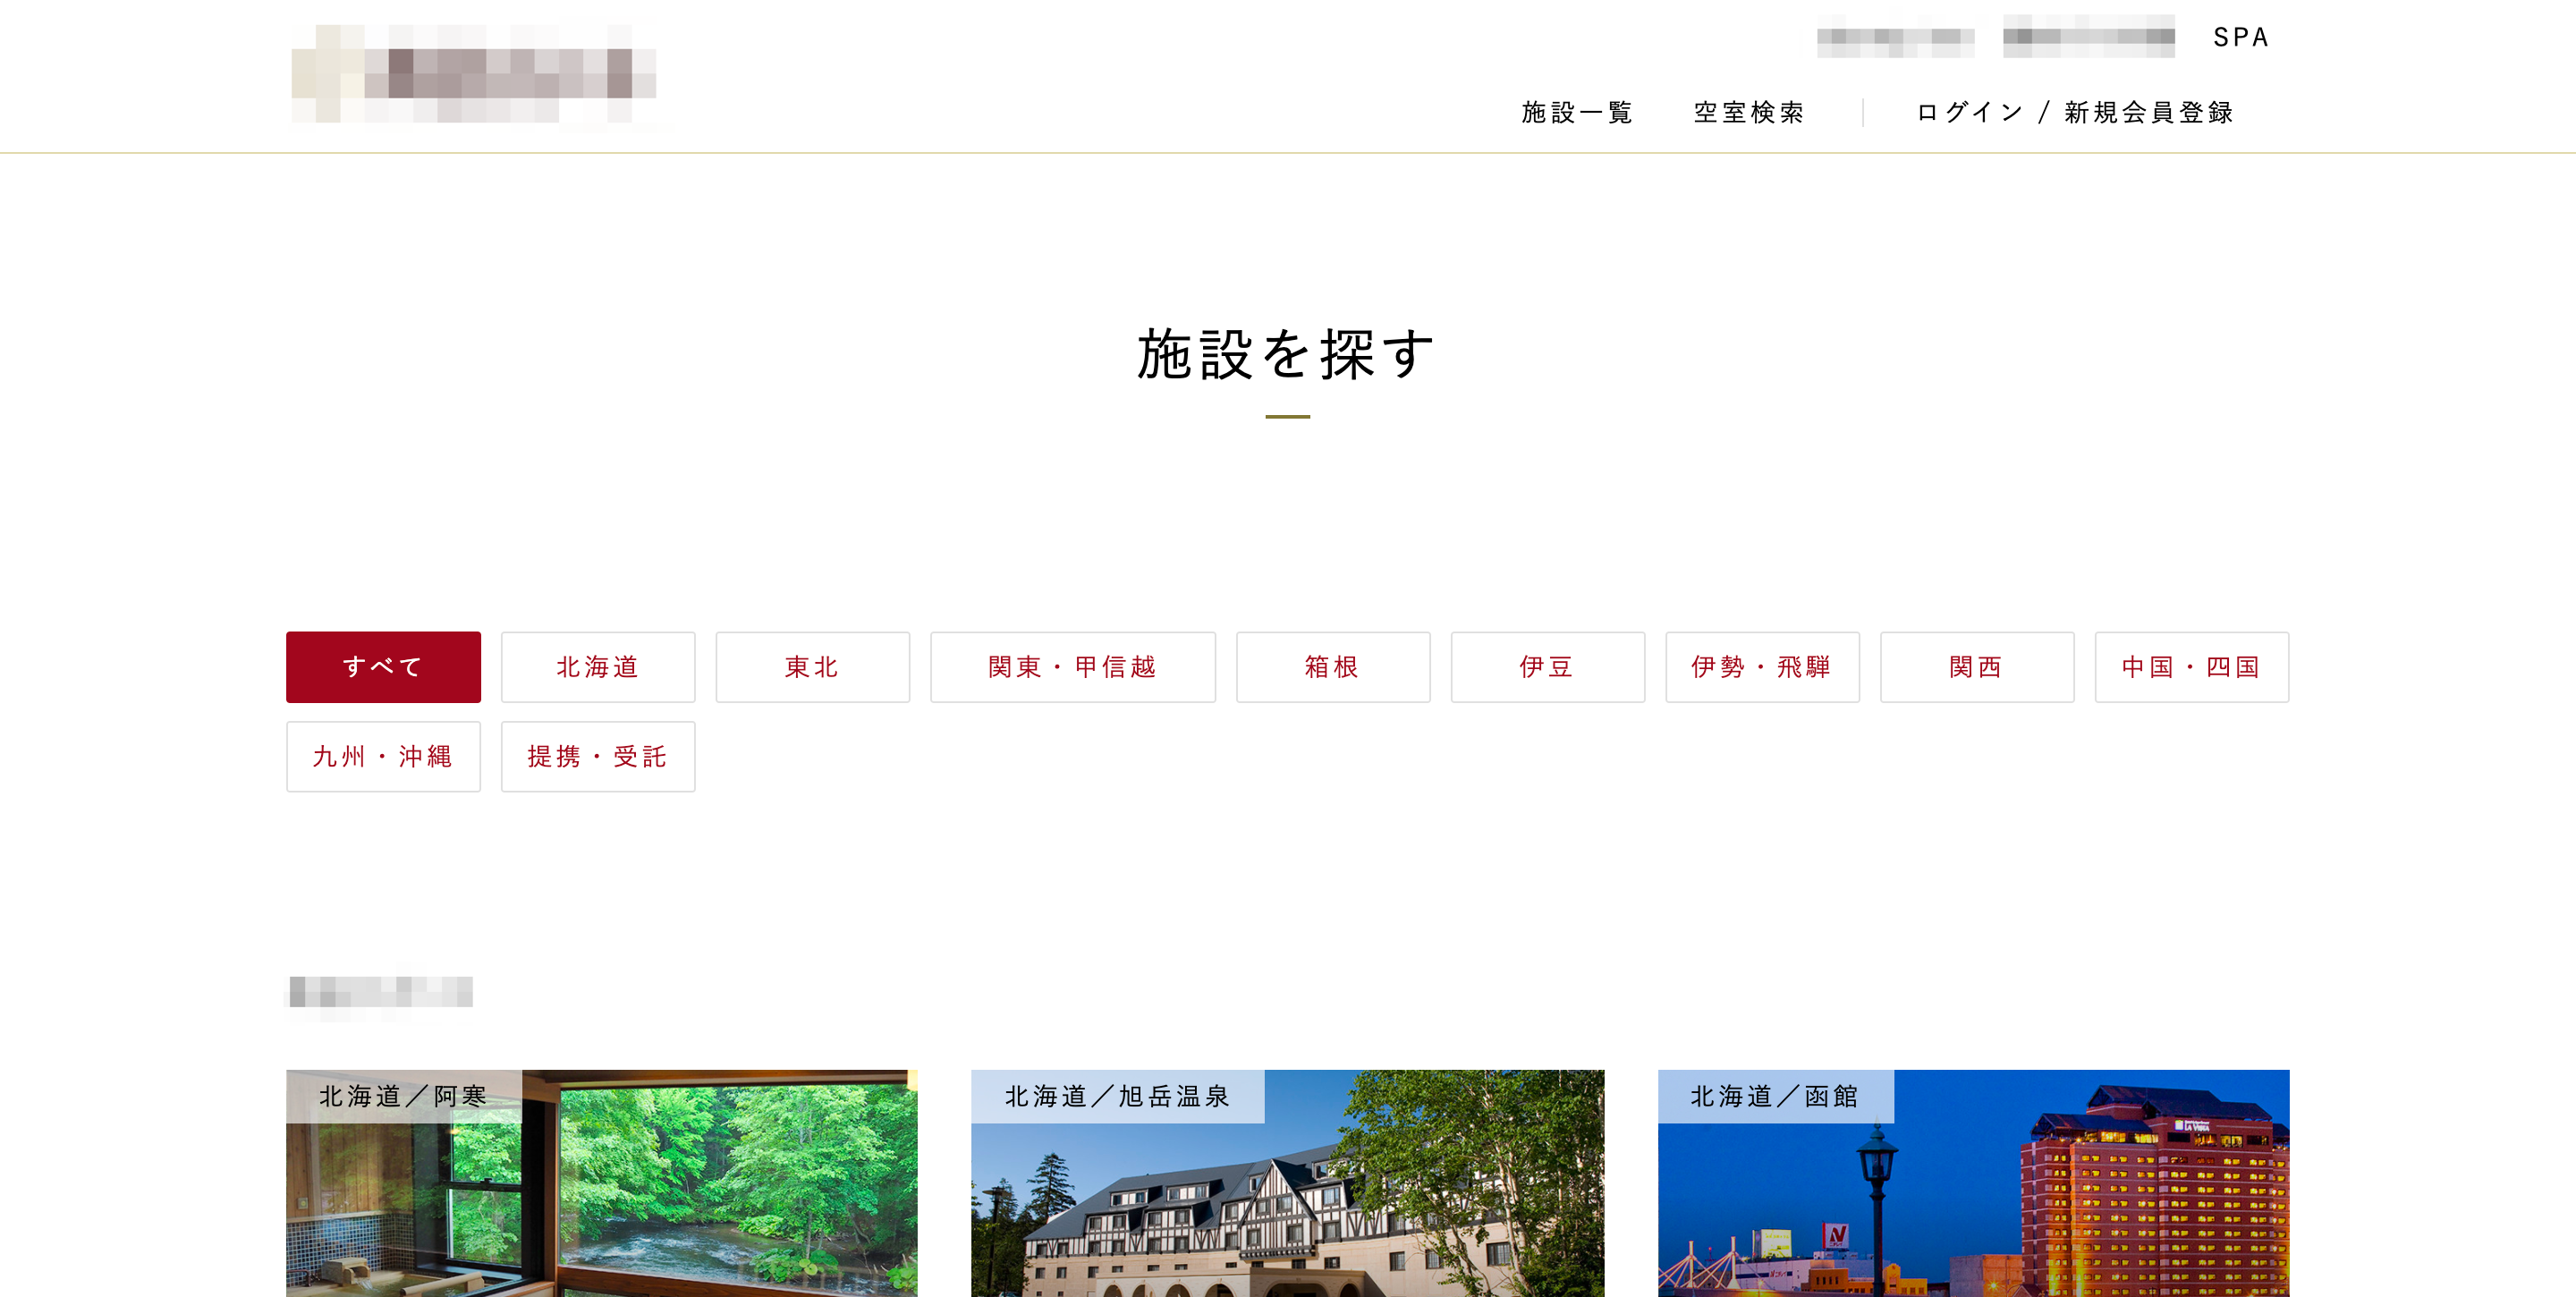 SPA
施設一覧 空室検索 ログイン / 新規会員登録
施設を探す
すべて 北海道 東北 関東・甲信越 箱根 伊豆 伊勢・飛騨 関西 中国・四国
九州・沖縄 提携・受託
北海道／阿寒 北海道／旭岳温泉 北海道／函館
LA VISTA